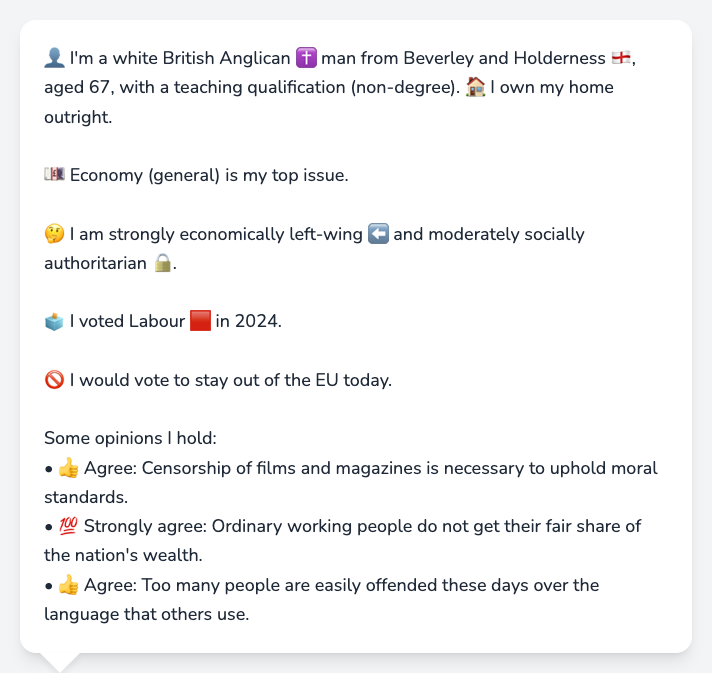 👤 I'm a white British Anglican ✝️ man from Beverley and Holderness 🏴󠁧󠁢󠁥󠁮󠁧󠁿,
aged 67, with a teaching qualification (non-degree). 🏠 I own my home
outright.
💷 Economy (general) is my top issue.
🤔 I am strongly economically left-wing ⬅️ and moderately socially
authoritarian 🔒.
🗳️ I voted Labour 🟥 in 2024.
🚫 I would vote to stay out of the EU today.
Some opinions I hold:
• 👍 Agree: Censorship of films and magazines is necessary to uphold moral
standards.
• 💯 Strongly agree: Ordinary working people do not get their fair share of
the nation's wealth.
• 👍 Agree: Too many people are easily offended these days over the
language that others use.